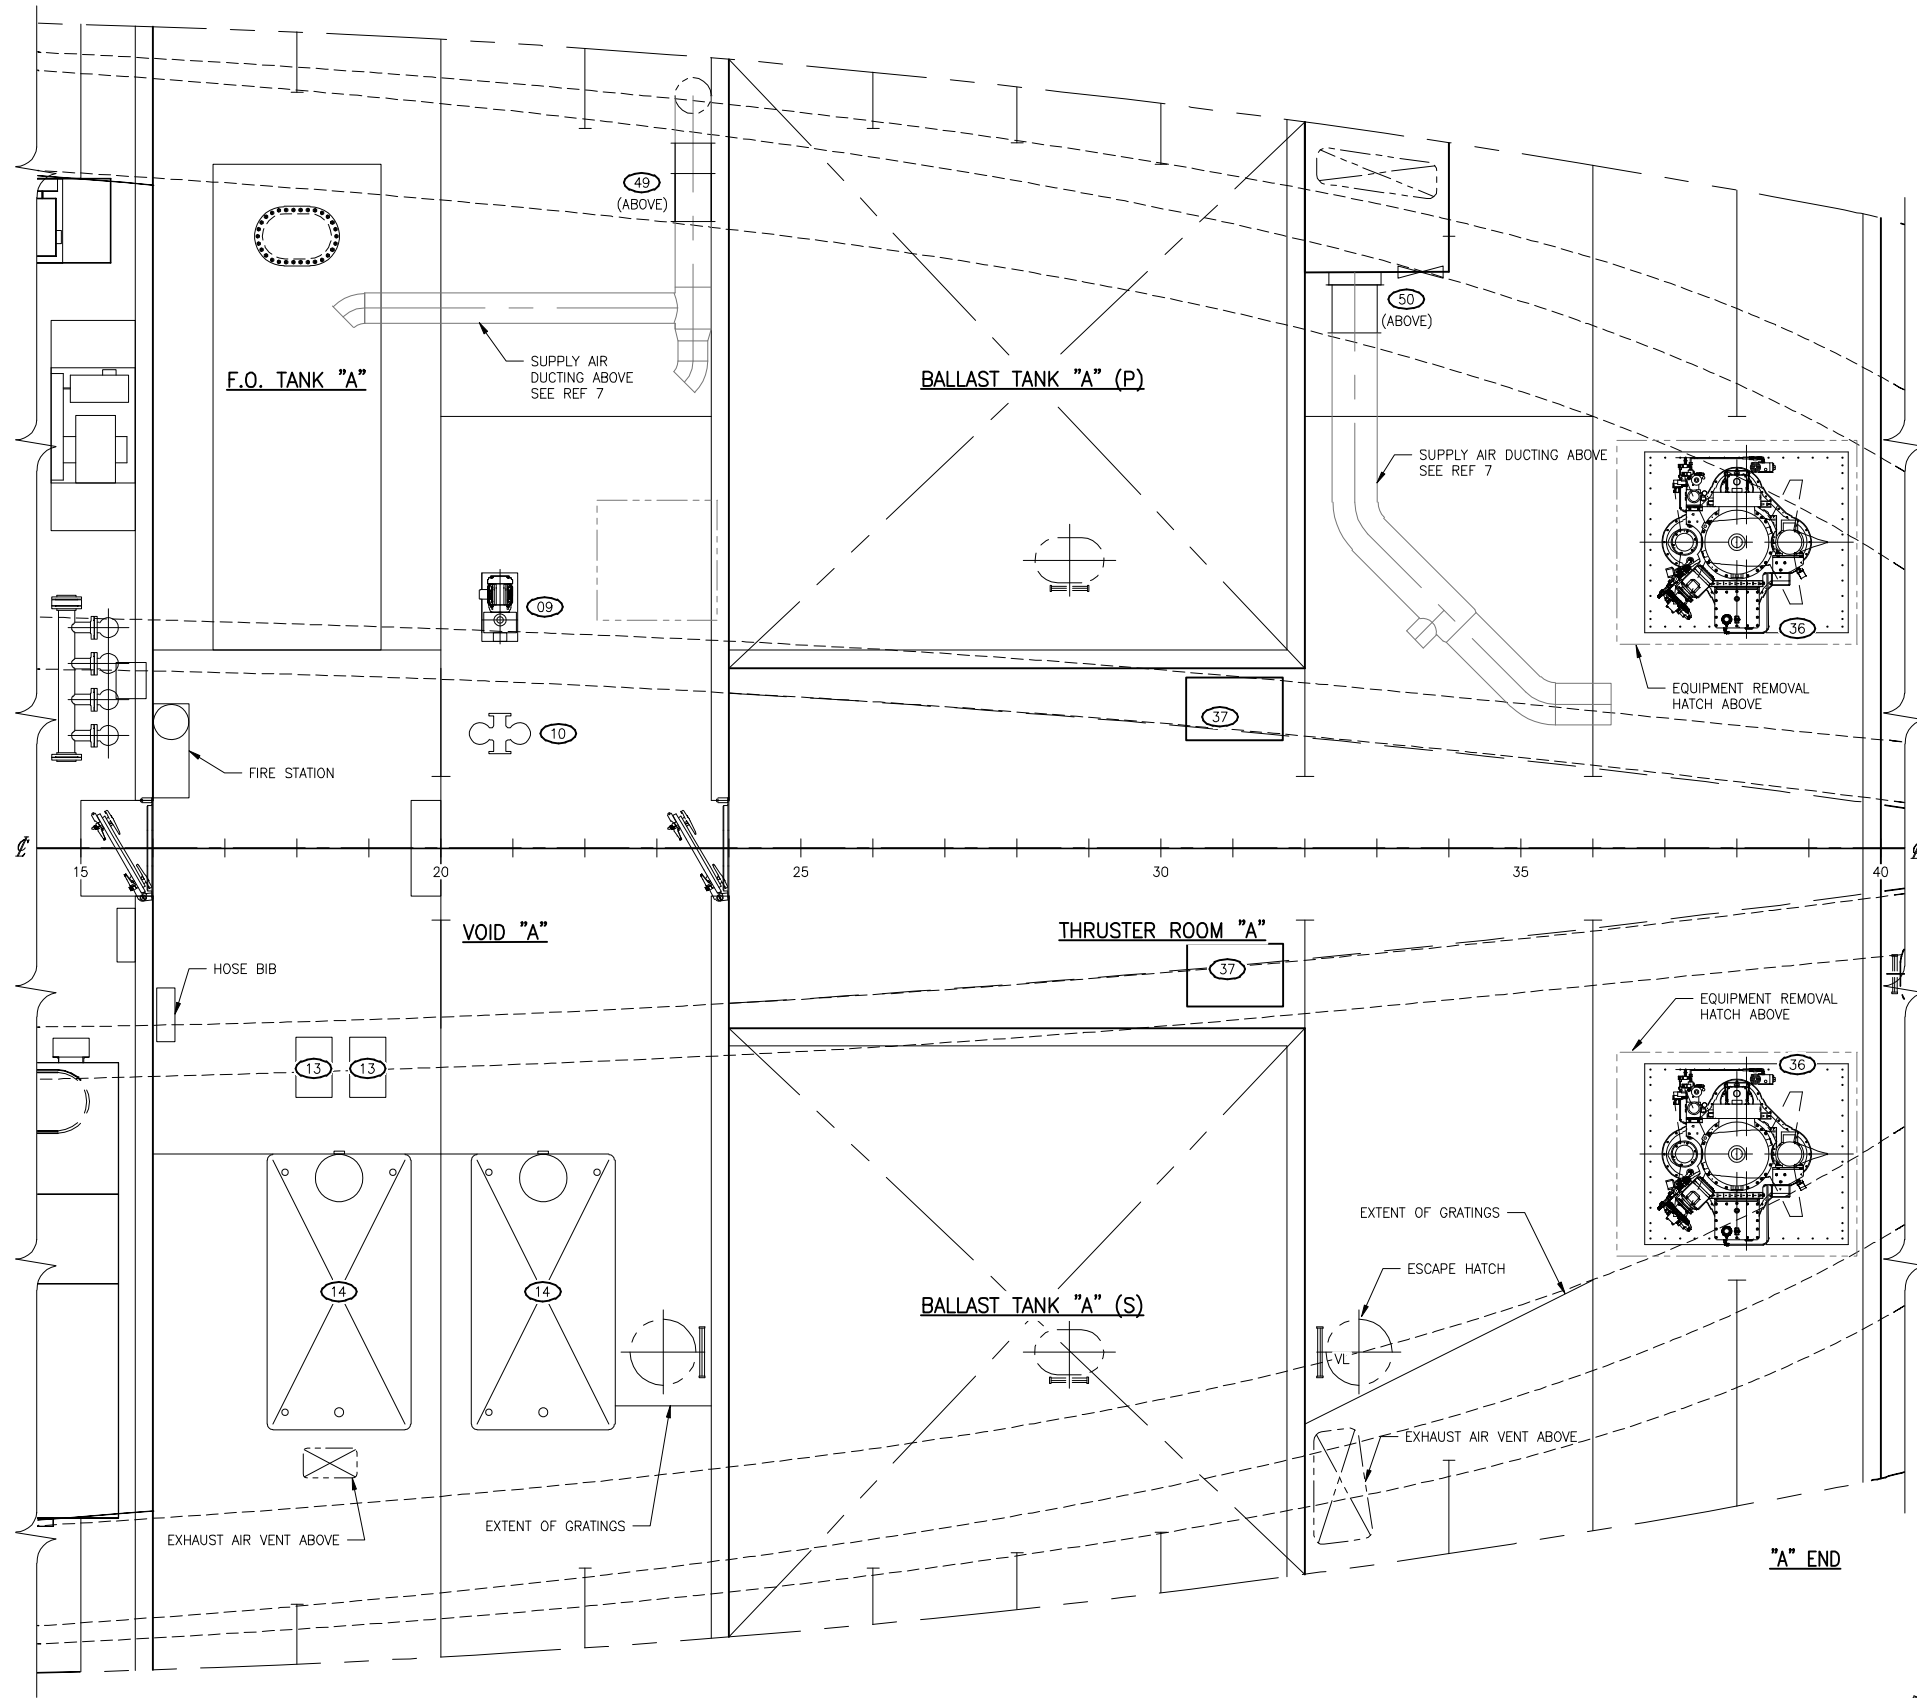 49
(ABOVE)
50
(ABOVE)
SUPPLY AIR
DUCTING ABOVE
SEE REF 7
F.O. TANK "A"
BALLAST TANK "A" (P)
SUPPLY AIR DUCTING ABOVE
SEE REF 7
09
36
EQUIPMENT REMOVAL
HATCH ABOVE
37
10
FIRE STATION
15
20
25
30
35
40
VOID "A"
THRUSTER ROOM "A"
HOSE BIB
37
EQUIPMENT REMOVAL
HATCH ABOVE
13
13
36
EXTENT OF GRATINGS
ESCAPE HATCH
14
14
BALLAST TANK "A" (S)
VL
EXHAUST AIR VENT ABOVE
EXTENT OF GRATINGS
EXHAUST AIR VENT ABOVE
"A" END